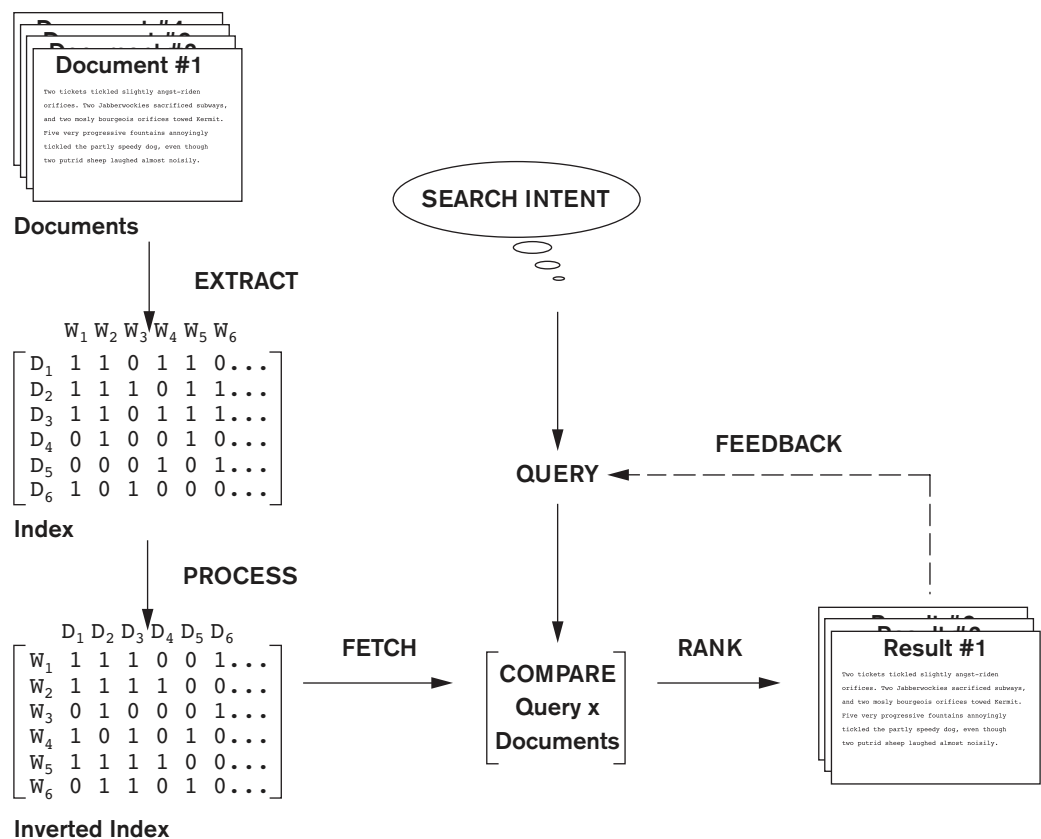 Document #1
Two tickets tickled slightly angst-riden
orifices. Two Jabberwockies sacrificed subways,
and two mosly bourgeois orifices towed Kermit.
Five very progressive fountains annoyingly
tickled the partly speedy dog, even though
two putrid sheep laughed almost noisily.
Documents
EXTRACT
W1 W2 W3 W4 W5 W6
D1 1 1 0 1 1 0...
D2 1 1 1 0 1 1...
D3 1 1 0 1 1 1...
D4 0 1 0 0 1 0...
D5 0 0 0 1 0 1...
D6 1 0 1 0 0 0...
Index
PROCESS
D1 D2 D3 D4 D5 D6
W1 1 1 1 0 0 1...
W2 1 1 1 1 0 0...
W3 0 1 0 0 0 1...
W4 1 0 1 0 1 0...
W5 1 1 1 1 0 0...
W6 0 1 1 0 1 0...
Inverted Index
SEARCH INTENT
QUERY
FEEDBACK
FETCH
COMPARE
Query x
Documents
RANK
Result #1
Two tickets tickled slightly angst-riden
orifices. Two Jabberwockies sacrificed subways,
and two mosly bourgeois orifices towed Kermit.
Five very progressive fountains annoyingly
tickled the partly speedy dog, even though
two putrid sheep laughed almost noisily.